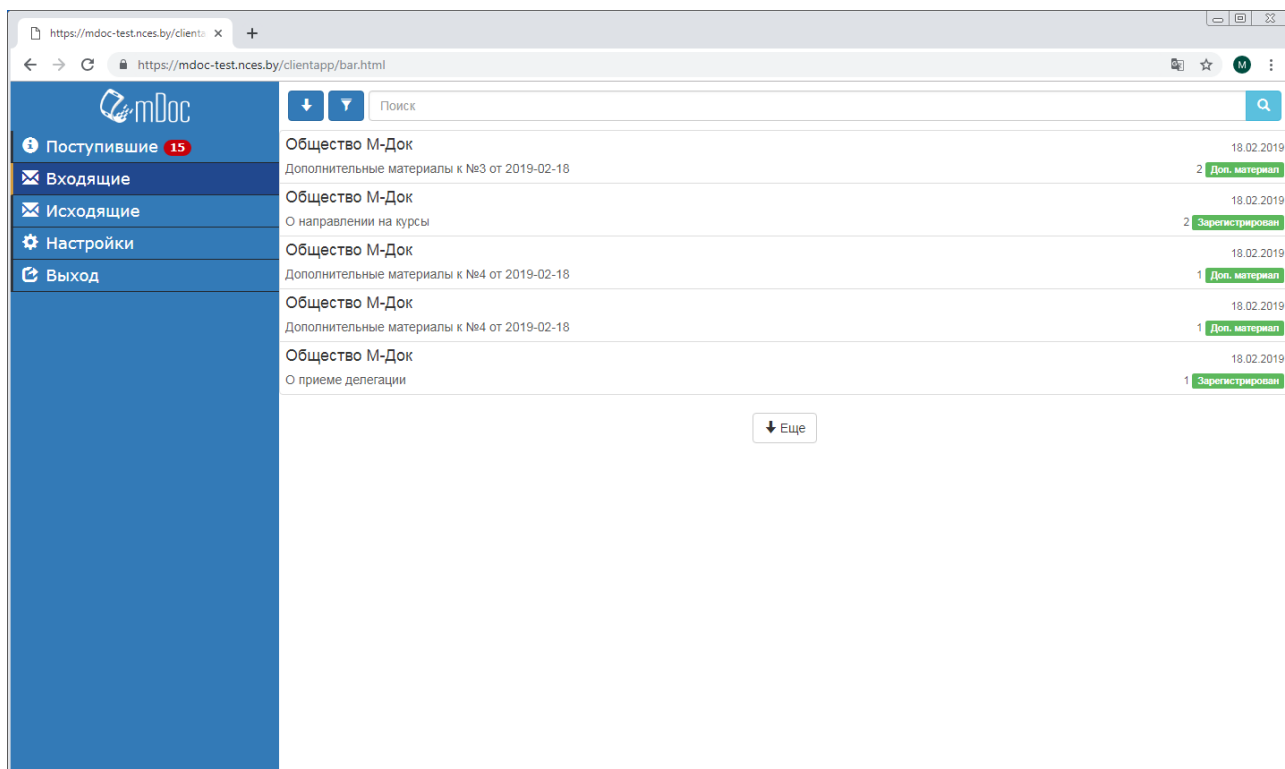 https://mdoc-test.nces.by/clienta
https://mdoc-test.nces.by/clientapp/bar.html
M
mDoc
Поступившие 15
Входящие
Исходящие
Настройки
Выход
Поиск
Общество М-Док 18.02.2019
Дополнительные материалы к №3 от 2019-02-18 2 Доп. материал
Общество М-Док 18.02.2019
О направлении на курсы 2 Зарегистрирован
Общество М-Док 18.02.2019
Дополнительные материалы к №4 от 2019-02-18 1 Доп. материал
Общество М-Док 18.02.2019
Дополнительные материалы к №4 от 2019-02-18 1 Доп. материал
Общество М-Док 18.02.2019
О приеме делегации 1 Зарегистрирован
Еще